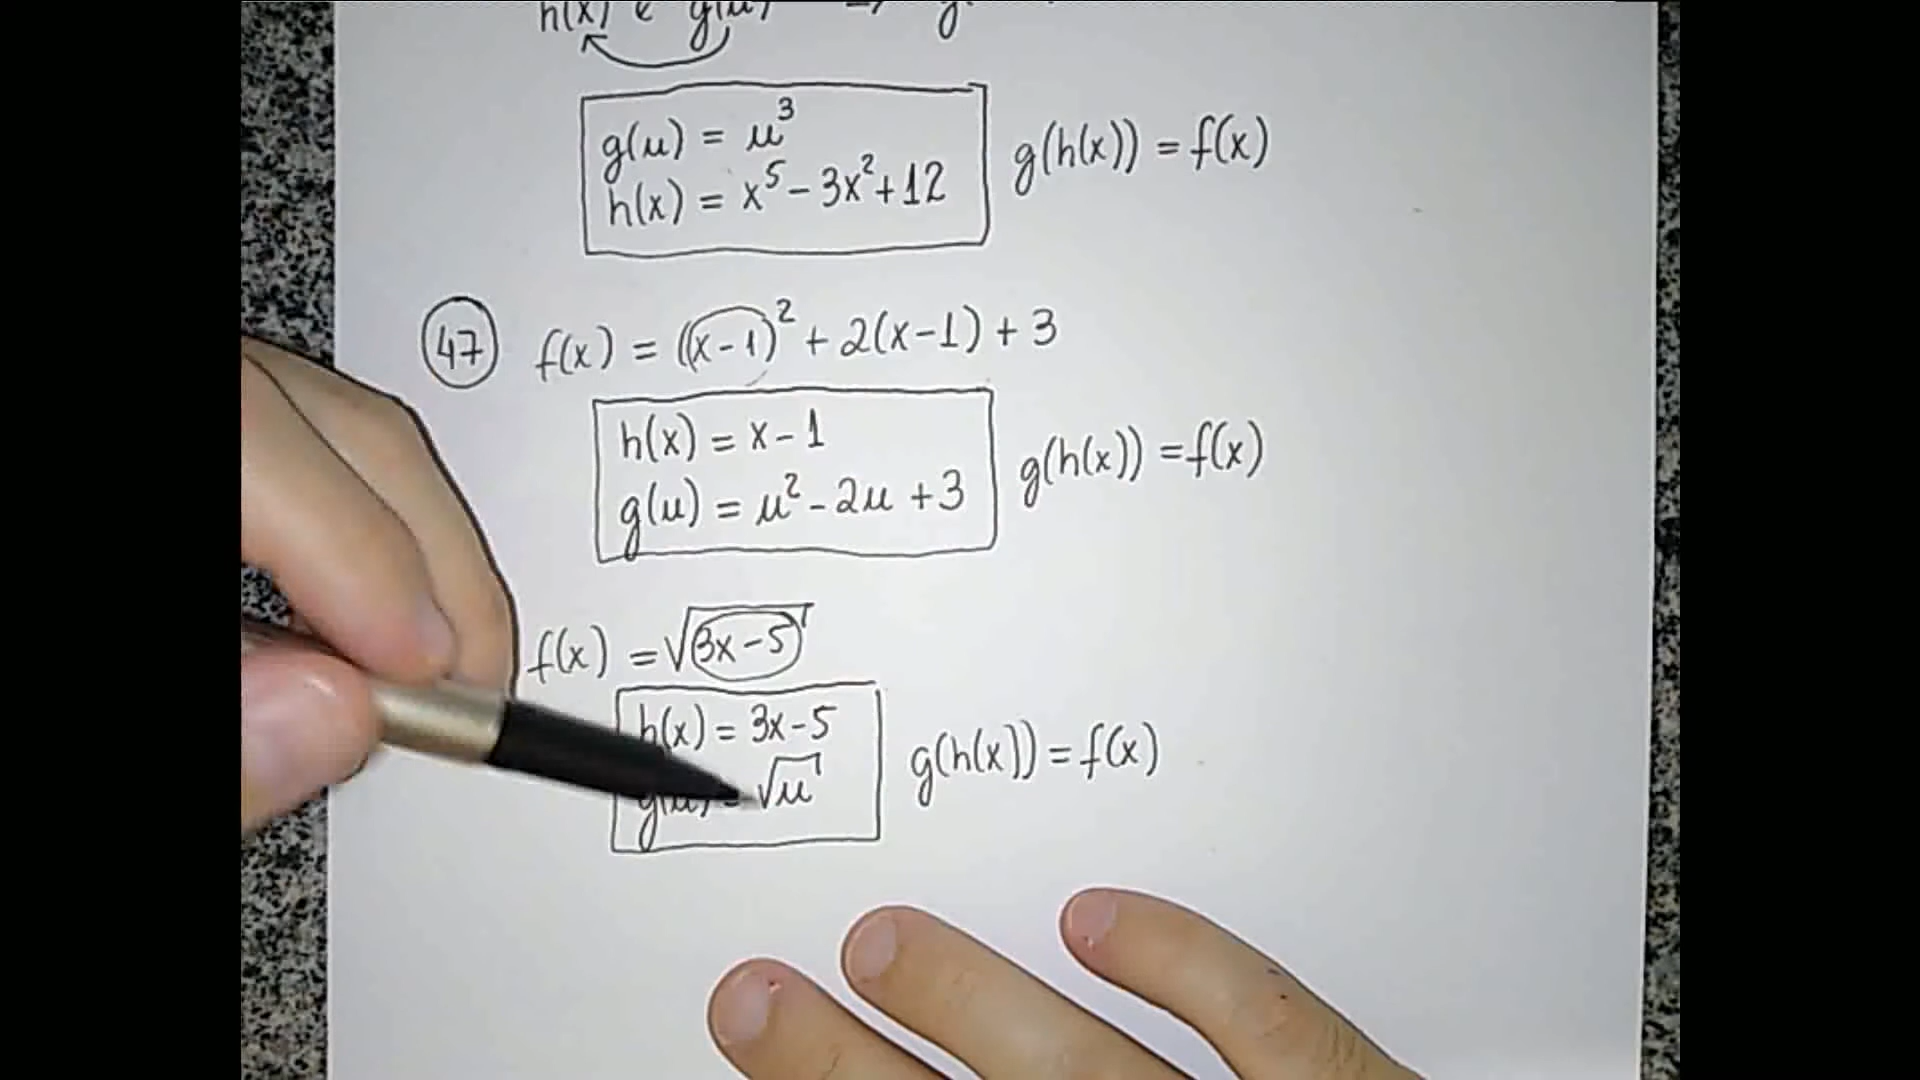 h(x) e g(u) → g
g(u) = u³
h(x) = x⁵ - 3x² + 12
g(h(x)) = f(x)
47 f(x) = (x-1)² + 2(x-1) + 3
h(x) = x - 1
g(u) = u² - 2u + 3
g(h(x)) = f(x)
f(x) = √(3x-5)
h(x) = 3x-5
g(u) = √u
g(h(x)) = f(x)